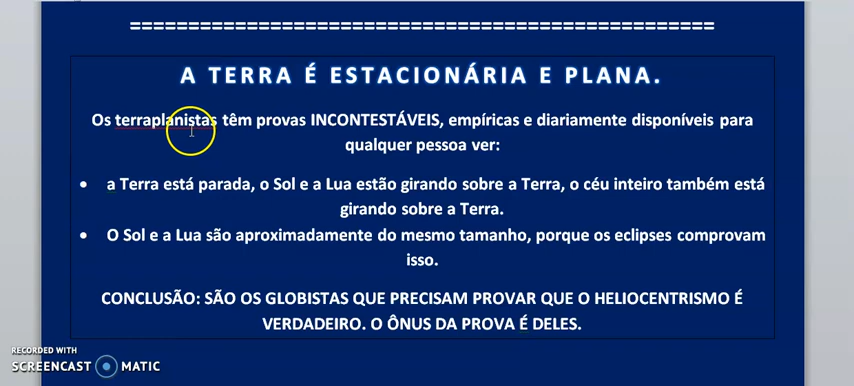 ============================================
A TERRA É ESTACIONÁRIA E PLANA.
Os terraplanistas têm provas INCONTESTÁVEIS, empíricas e diariamente disponíveis para
qualquer pessoa ver:
• a Terra está parada, o Sol e a Lua estão girando sobre a Terra, o céu inteiro também está
girando sobre a Terra.
• O Sol e a Lua são aproximadamente do mesmo tamanho, porque os eclipses comprovam
isso.
CONCLUSÃO: SÃO OS GLOBISTAS QUE PRECISAM PROVAR QUE O HELIOCENTRISMO É
VERDADEIRO. O ÔNUS DA PROVA É DELES.
RECORDED WITH
SCREENCAST MATIC